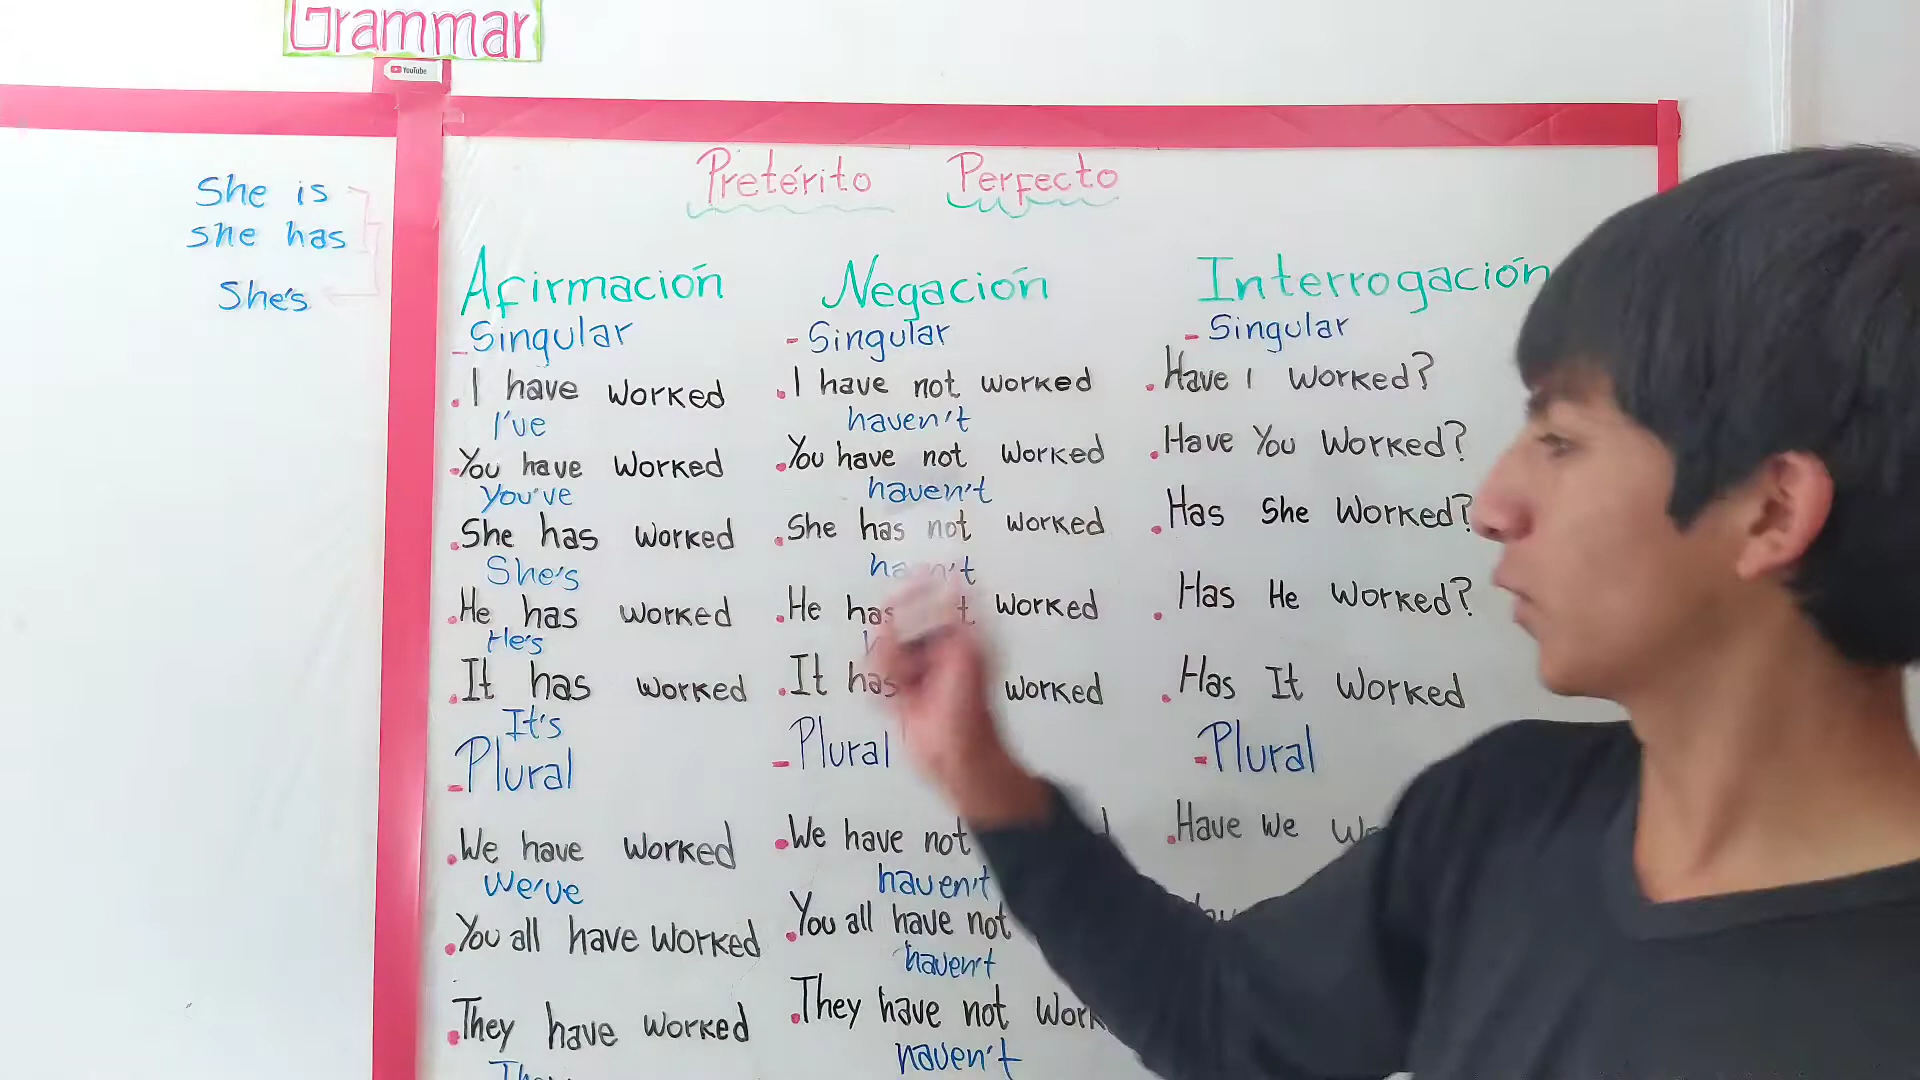 Grammar
YouTube
She is
she has
She's
Pretérito Perfecto
Afirmación
- Singular
. I have worked
I've
. You have worked
You've
. She has worked
She's
. He has worked
He's
. It has worked
It's
- Plural
. We have worked
We've
. You all have worked
. They have worked
Negación
- Singular
. I have not worked
haven't
. You have not worked
haven't
. She has not worked
. He has worked
. It has worked
- Plural
. We have not
haven't
. You all have not
haven't
. They have not
haven't
Interrogación
- Singular
. Have I worked?
. Have You worked?
. Has She worked?
. Has He worked?
. Has It worked
- Plural
. Have we